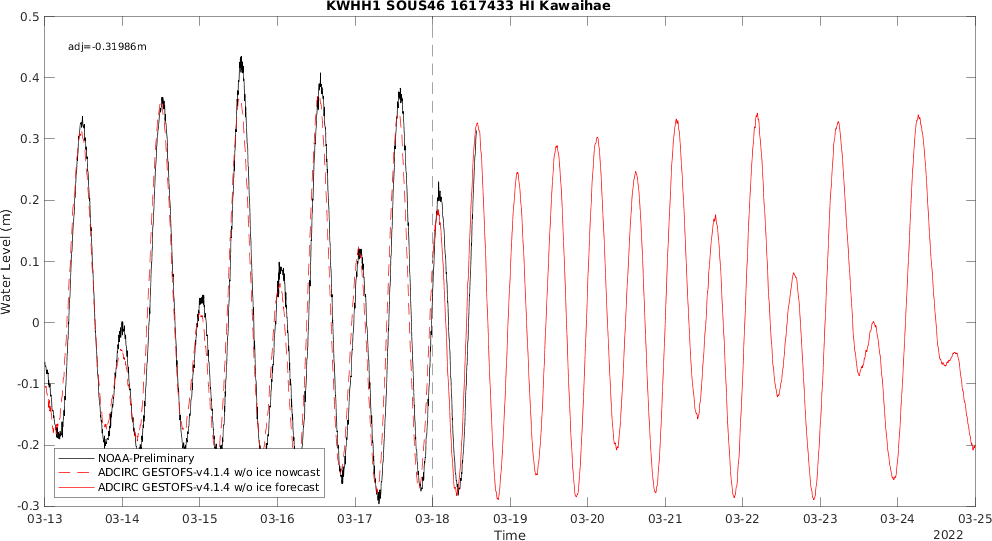 KWHH1 SOUS46 1617433 HI Kawaihae
adj=-0.31986m
Water Level (m)
0.5
0.4
0.3
0.2
0.1
0
-0.1
-0.2
-0.3
NOAA-Preliminary
ADCIRC GESTOFS-v4.1.4 w/o ice nowcast
ADCIRC GESTOFS-v4.1.4 w/o ice forecast
03-13 03-14 03-15 03-16 03-17 03-18 03-19 03-20 03-21 03-22 03-23 03-24 03-25
Time
2022